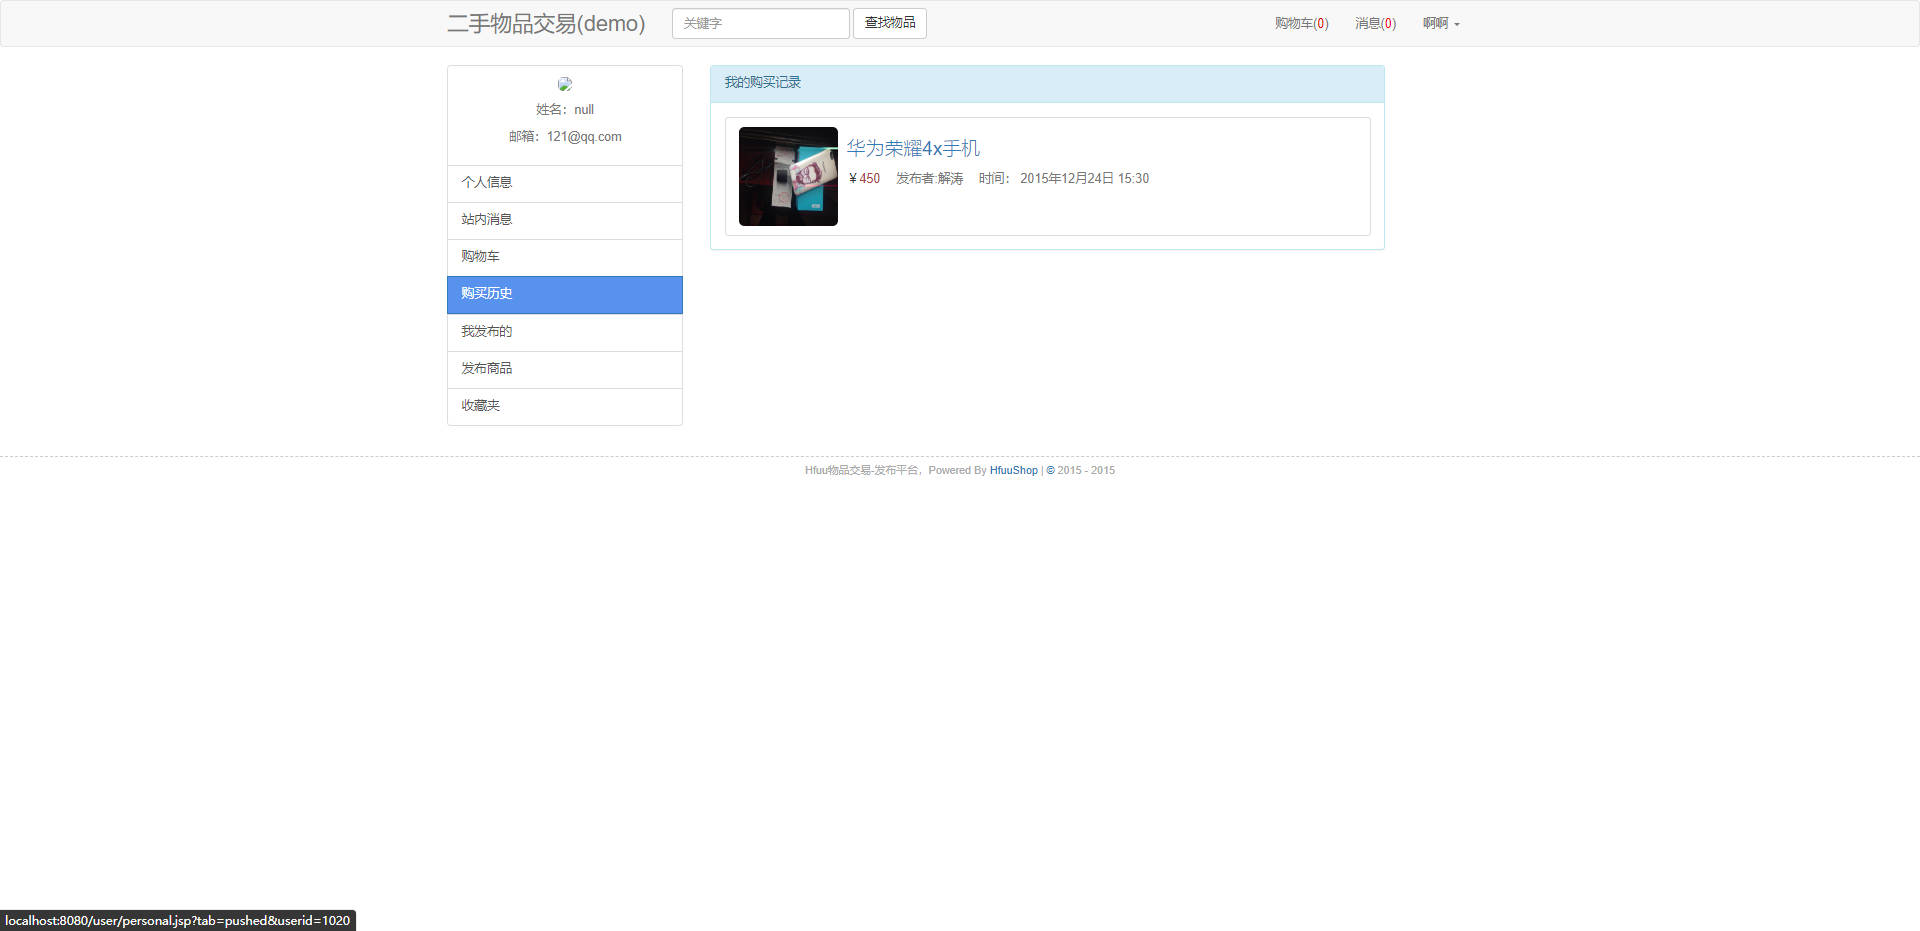 二手物品交易(demo)
关键字
查找物品
购物车(0)
消息(0)
啊啊
姓名：null
邮箱：121@qq.com
个人信息
站内消息
购物车
购买历史
我发布的
发布商品
收藏夹
我的购买记录
华为荣耀4x手机
￥450 发布者:解涛 时间： 2015年12月24日 15:30
Hfuu物品交易-发布平台，Powered By HfuuShop | © 2015 - 2015
localhost:8080/user/personal.jsp?tab=pushed&userid=1020